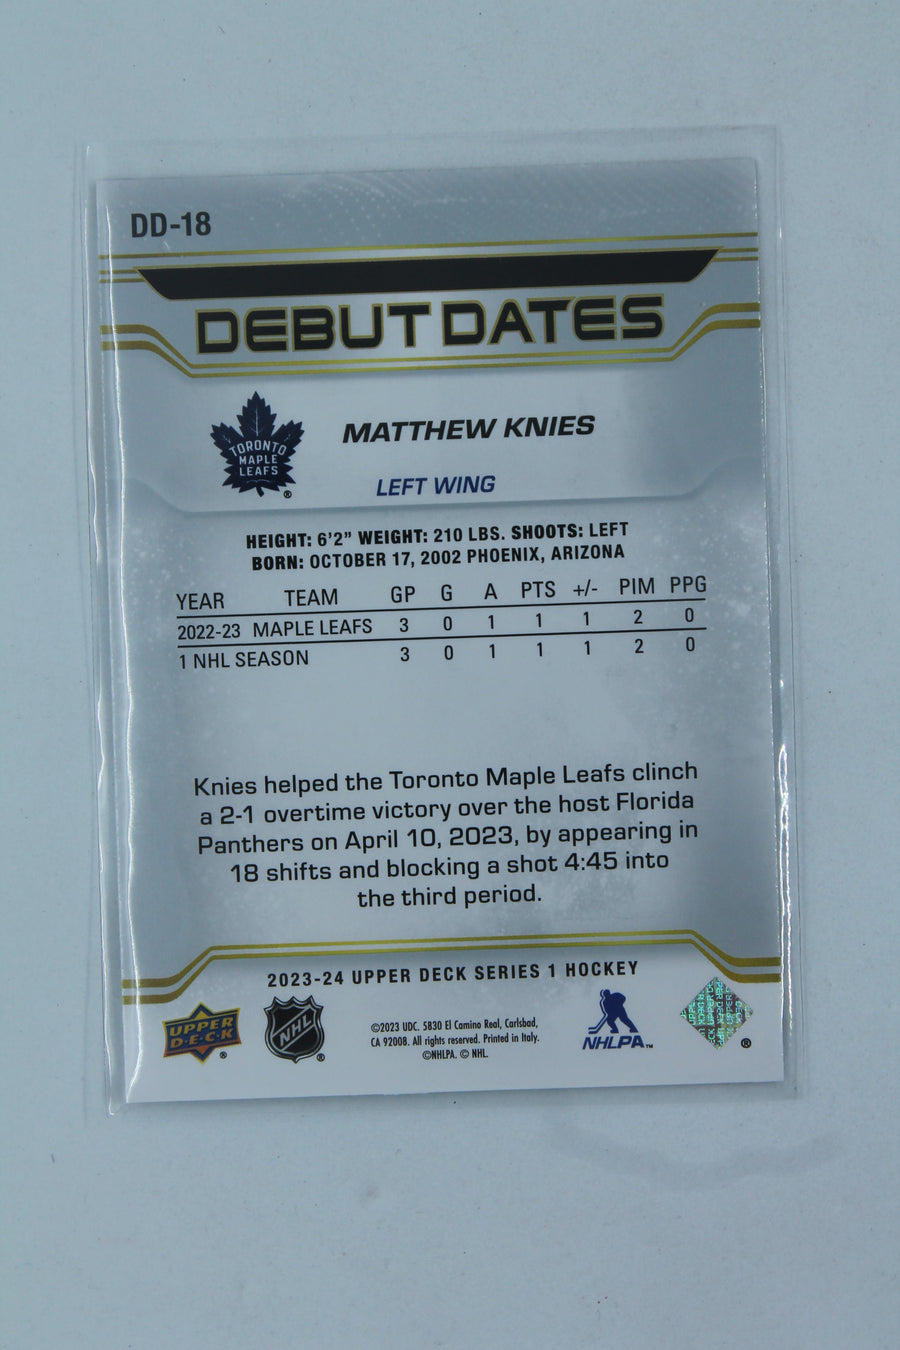 DD-18
DEBUT DATES
TORONTO
MAPLE
LEAFS
®
MATTHEW KNIES
LEFT WING
HEIGHT: 6'2" WEIGHT: 210 LBS. SHOOTS: LEFT
BORN: OCTOBER 17, 2002 PHOENIX, ARIZONA
YEAR TEAM GP G A PTS +/- PIM PPG
2022-23 MAPLE LEAFS 3 0 1 1 1 2 0
1 NHL SEASON 3 0 1 1 1 2 0
Knies helped the Toronto Maple Leafs clinch
a 2-1 overtime victory over the host Florida
Panthers on April 10, 2023, by appearing in
18 shifts and blocking a shot 4:45 into
the third period.
2023-24 UPPER DECK SERIES 1 HOCKEY
UPPER
DECK
®
NHL
®
©2023 UDC. 5830 El Camino Real, Carlsbad,
CA 92008. All rights reserved. Printed in Italy.
©NHLPA. © NHL.
NHLPA™
®